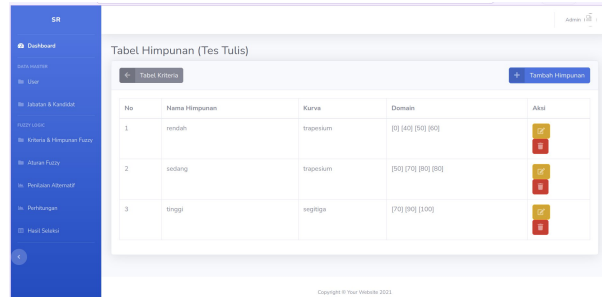 SR
Admin
Dashboard
Tabel Himpunan (Tes Tulis)
DATA MASTER
User
Jabatan & Kandidat
FUZZY LOGIC
Kriteria & Himpunan Fuzzy
Aturan Fuzzy
Penilaian Alternatif
Perhitungan
Hasil Seleksi
Tabel Kriteria
Tambah Himpunan
No Nama Himpunan Kurva Domain Aksi
1 rendah trapesium [0] [40] [50] [60]
2 sedang trapesium [50] [70] [80] [80]
3 tinggi segitiga [70] [90] [100]
Copyright © Your Website 2021